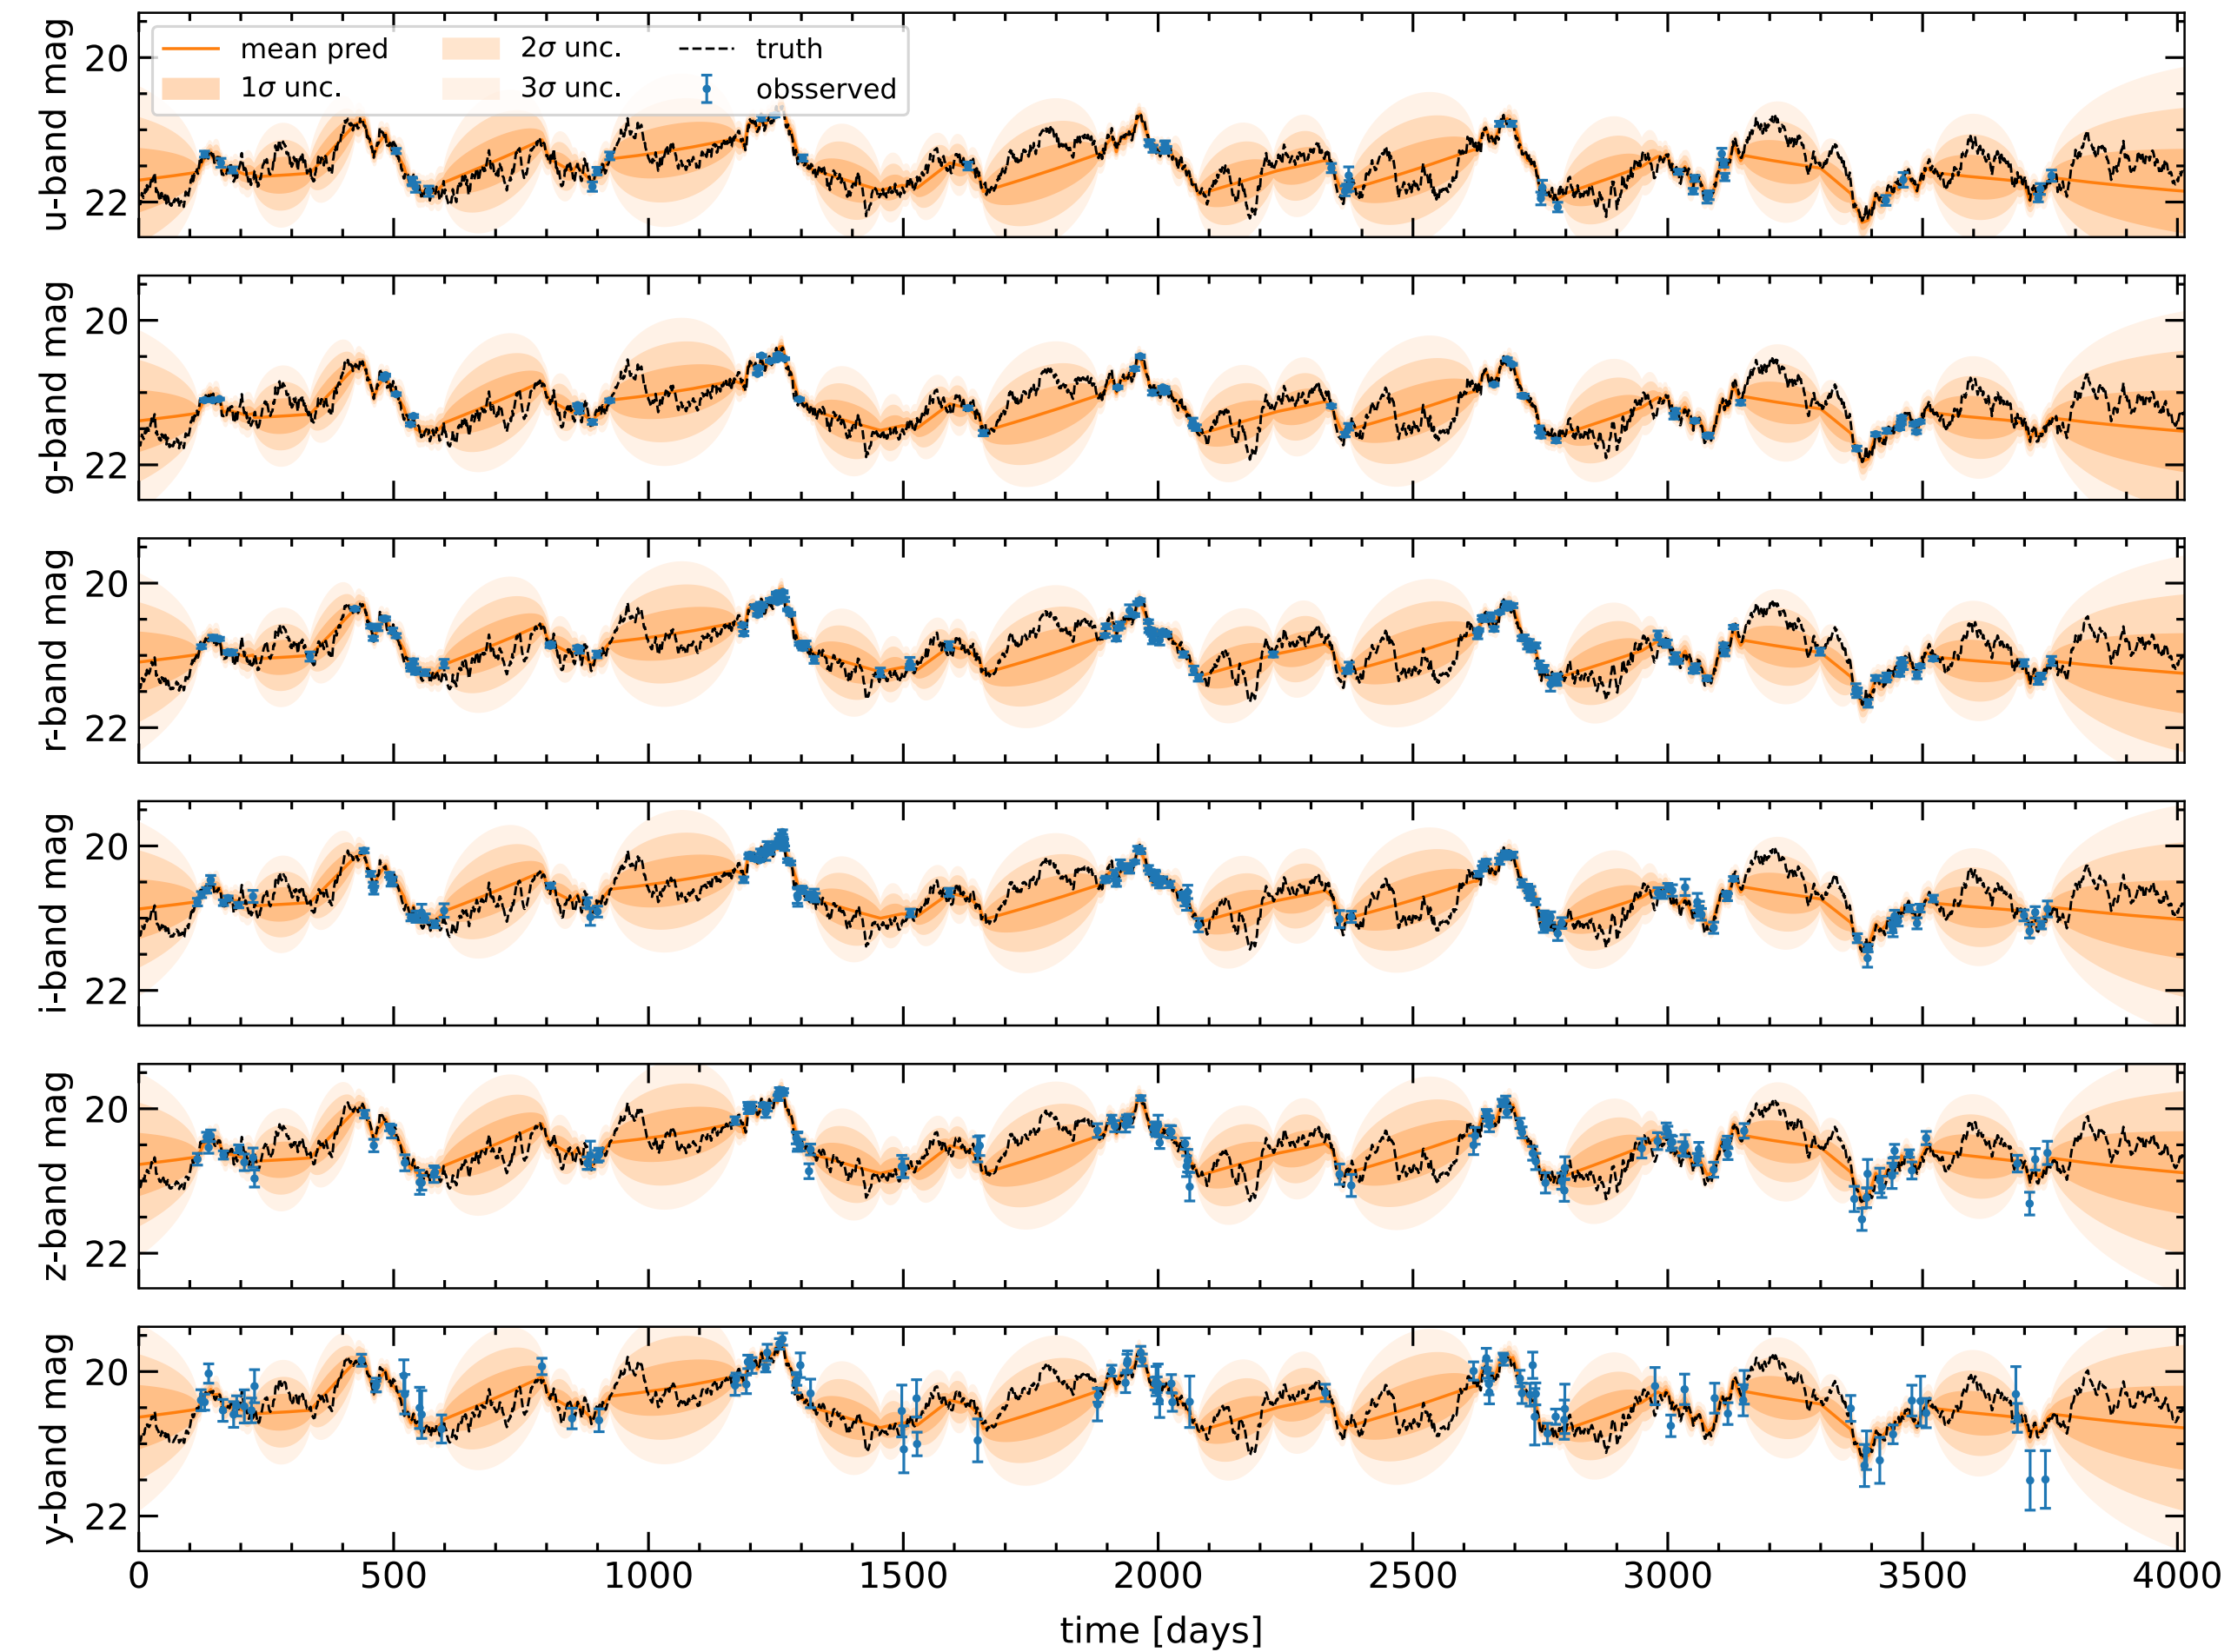 mean pred
1σ unc.
2σ unc.
3σ unc.
truth
obsserved
u-band mag
20
22
g-band mag
20
22
r-band mag
20
22
i-band mag
20
22
z-band mag
20
22
y-band mag
20
22
0 500 1000 1500 2000 2500 3000 3500 4000
time [days]